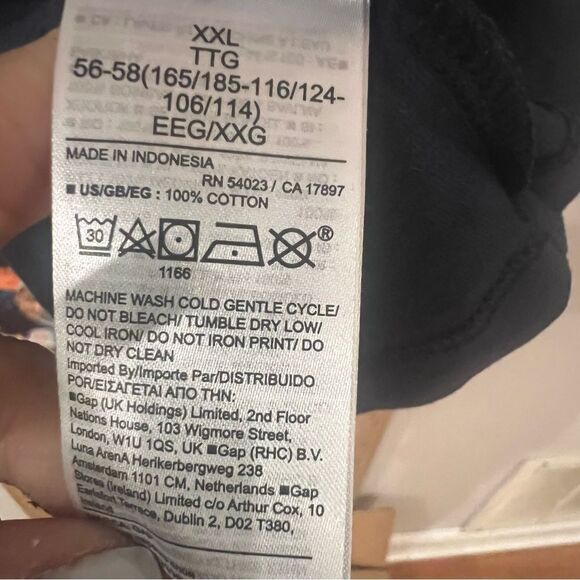 XXL
TTG
56-58(165/185-116/124-
106/114)
EEG/XXG
MADE IN INDONESIA
RN 54023 / CA 17897
■ US/GB/EG : 100% COTTON
30
®
1166
MACHINE WASH COLD GENTLE CYCLE/
DO NOT BLEACH/ TUMBLE DRY LOW/
COOL IRON/ DO NOT IRON PRINT/ DO
NOT DRY CLEAN
Imported By/Importe Par/DISTRIBUIDO
POR/ΕΙΣΑΓΕΤΑΙ ΑΠΟ ΤΗΝ:
■Gap (UK Holdings) Limited, 2nd Floor
Nations House, 103 Wigmore Street,
London, W1U 1QS, UK ■Gap (RHC) B.V.
Luna ArenA Herikerbergweg 238
Amsterdam 1101 CM, Netherlands ■Gap
Stores (Ireland) Limited c/o Arthur Cox, 10
Earlsfort Terrace, Dublin 2, D02 T380,
Ireland